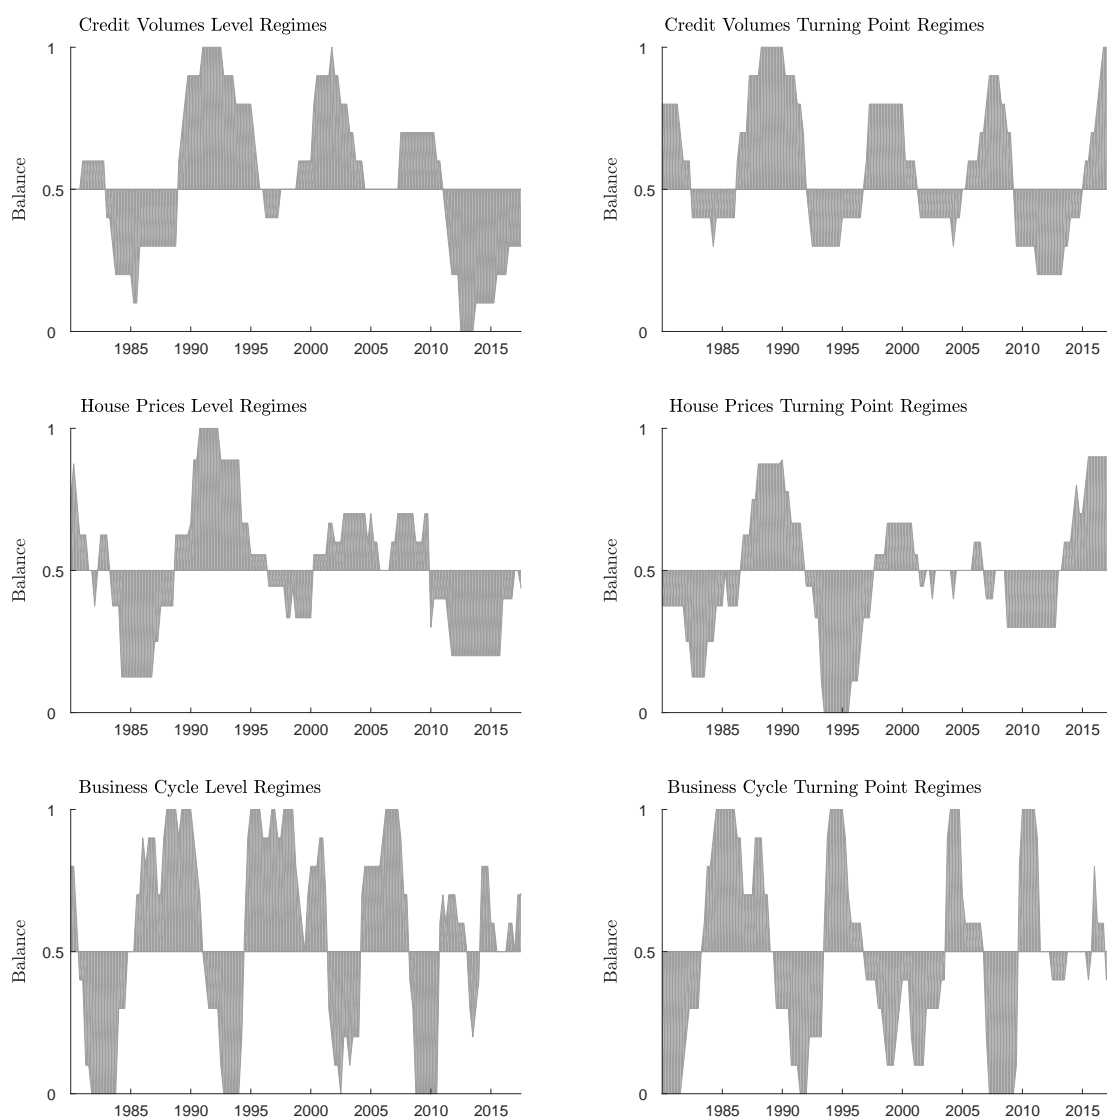 Credit Volumes Level Regimes
1
0.5
0
Balance
1985 1990 1995 2000 2005 2010 2015
Credit Volumes Turning Point Regimes
1
0.5
0
Balance
1985 1990 1995 2000 2005 2010 2015
House Prices Level Regimes
1
0.5
0
Balance
1985 1990 1995 2000 2005 2010 2015
House Prices Turning Point Regimes
1
0.5
0
Balance
1985 1990 1995 2000 2005 2010 2015
Business Cycle Level Regimes
1
0.5
0
Balance
1985 1990 1995 2000 2005 2010 2015
Business Cycle Turning Point Regimes
1
0.5
0
Balance
1985 1990 1995 2000 2005 2010 2015